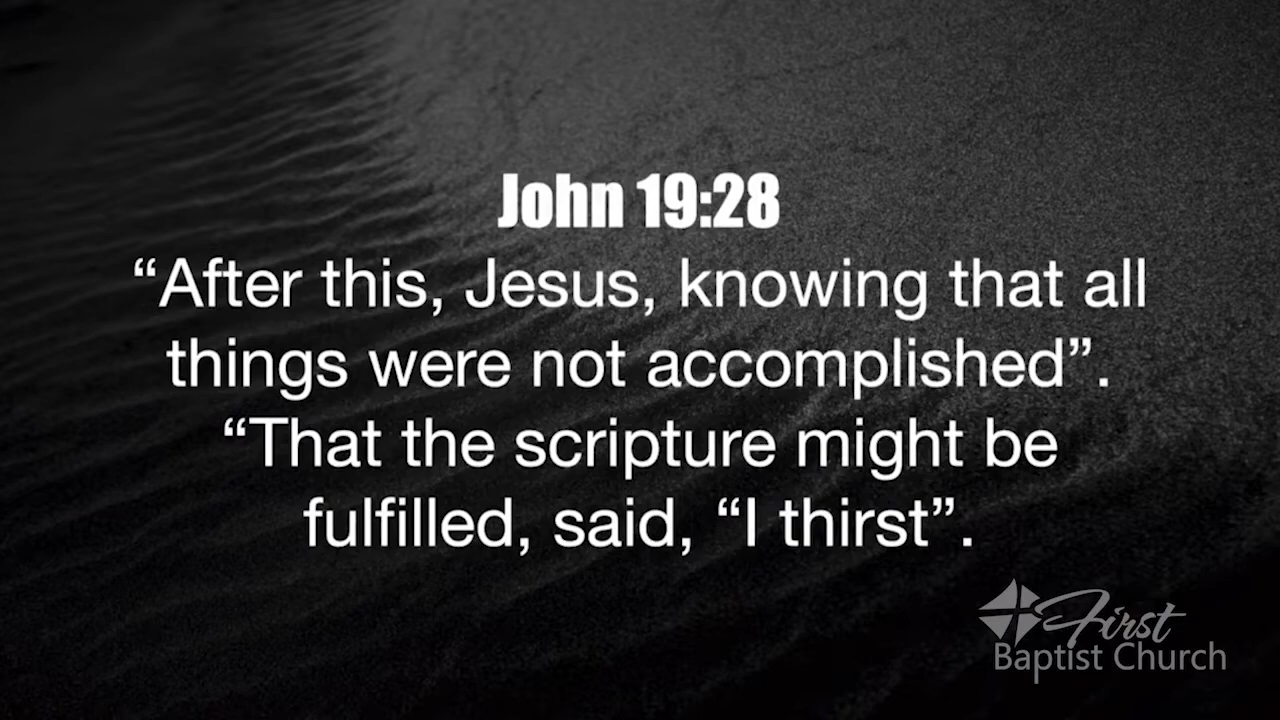 John 19:28
“After this, Jesus, knowing that all
things were not accomplished”.
“That the scripture might be
fulfilled, said, “I thirst”.
First
Baptist Church